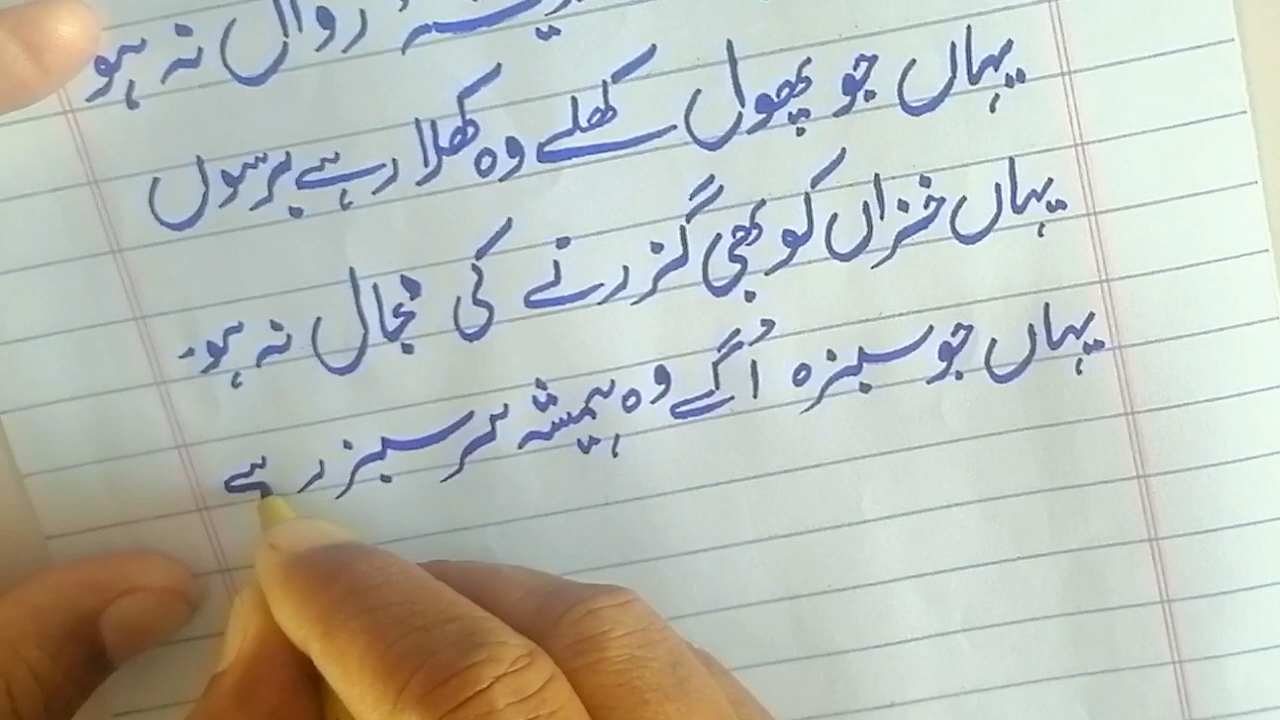 زوال نہ ہو
یہاں جو پھول کھلے وہ کھلا رہے برسوں
یہاں خزاں کو بھی گزرنے کی مجال نہ ہو۔
یہاں جو سبزہ اُگے وہ ہمیشہ سرسبز رہے